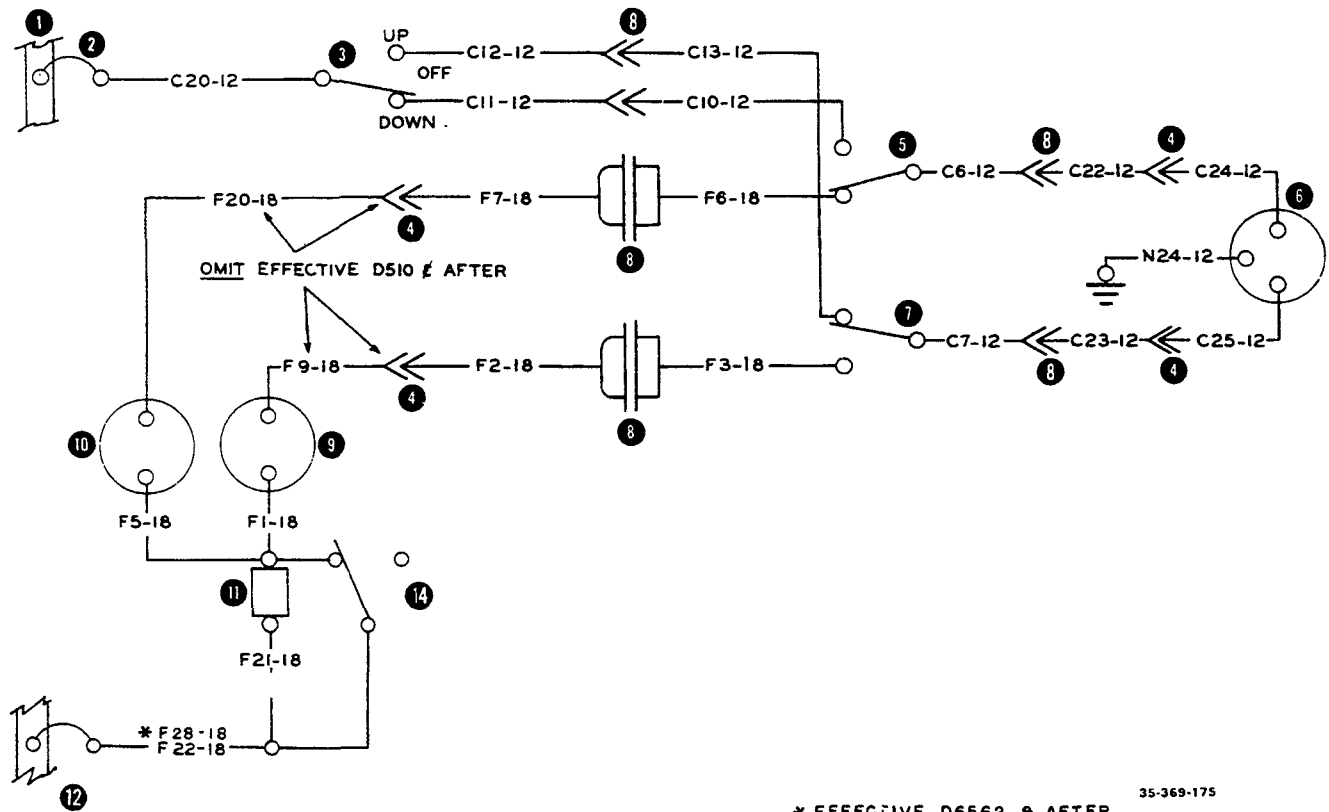 1
2
3
UP
OFF
DOWN .
C20-12
C12-12
8
C13-12
C11-12
C10-12
5
C6-12
8
C22-12
4
C24-12
6
F20-18
4
F7-18
8
F6-18
OMIT EFFECTIVE D510 & AFTER
N24-12
7
C7-12
8
C23-12
4
C25-12
F9-18
4
F2-18
8
F3-18
10
9
F5-18
F1-18
11
14
F21-18
* F28-18
F22-18
12
35-369-175
* EFFECTIVE D6562 & AFTER